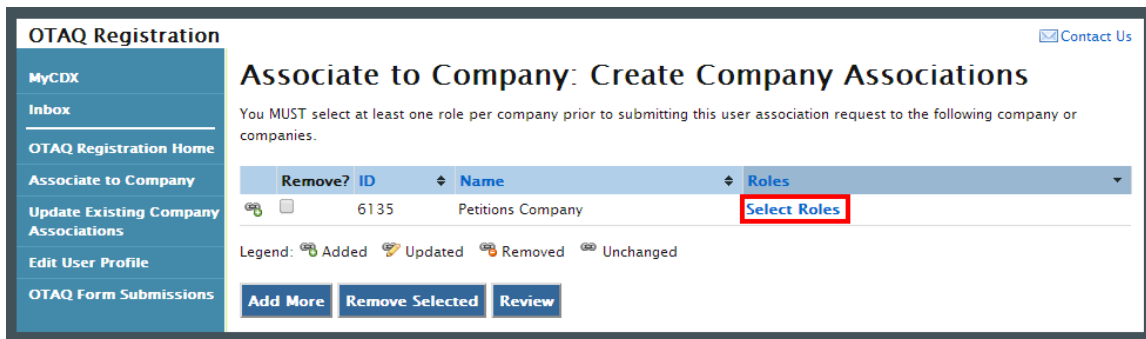 OTAQ Registration
Contact Us
MyCDX
Inbox
OTAQ Registration Home
Associate to Company
Update Existing Company
Associations
Edit User Profile
OTAQ Form Submissions
Associate to Company: Create Company Associations
You MUST select at least one role per company prior to submitting this user association request to the following company or
companies.
Remove? ID Name Roles
6135 Petitions Company Select Roles
Legend: Added Updated Removed Unchanged
Add More Remove Selected Review